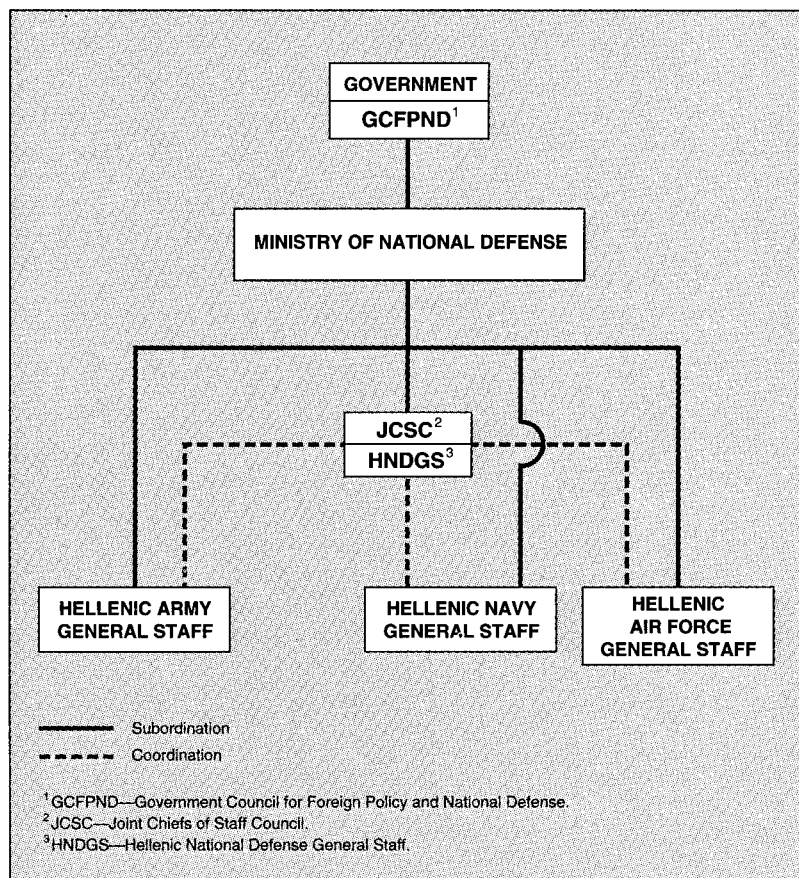 GOVERNMENT
GCFPND¹
MINISTRY OF NATIONAL DEFENSE
JCSC²
HNDGS³
HELLENIC ARMY
GENERAL STAFF
HELLENIC NAVY
GENERAL STAFF
HELLENIC
AIR FORCE
GENERAL STAFF
Subordination
Coordination
¹GCFPND—Government Council for Foreign Policy and National Defense.
²JCSC—Joint Chiefs of Staff Council.
³HNDGS—Hellenic National Defense General Staff.